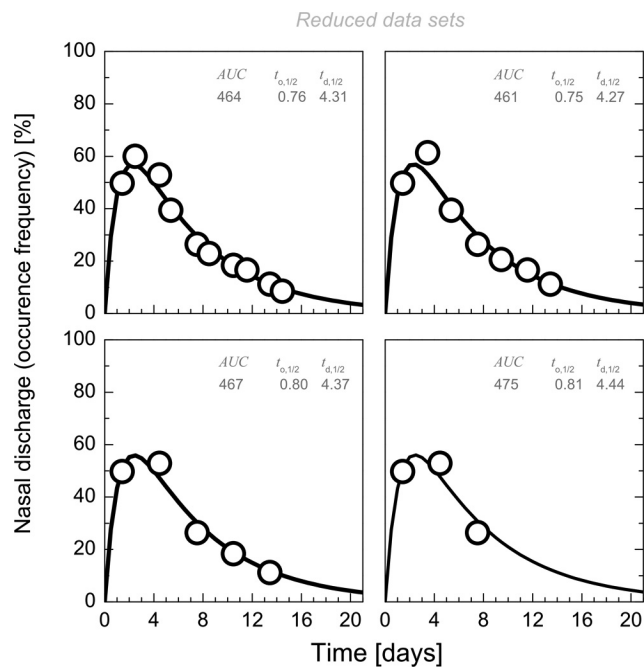 Reduced data sets
Nasal discharge (occurence frequency) [%]
100
80
60
40
20
0
AUC t₀,1/2 t_d,1/2
464 0.76 4.31
AUC t₀,1/2 t_d,1/2
461 0.75 4.27
100
80
60
40
20
0
AUC t₀,1/2 t_d,1/2
467 0.80 4.37
AUC t₀,1/2 t_d,1/2
475 0.81 4.44
0 4 8 12 16 20
0 4 8 12 16 20
Time [days]